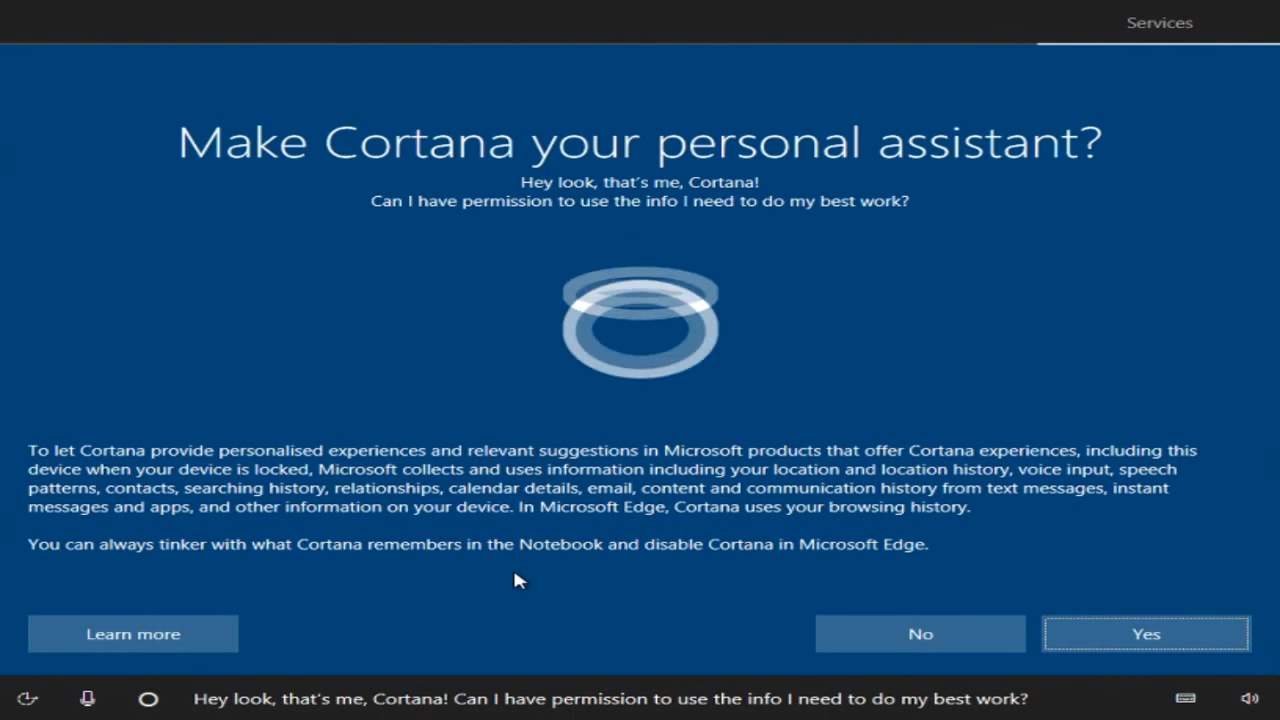 Services
Make Cortana your personal assistant?
Hey look, that's me, Cortana!
Can I have permission to use the info I need to do my best work?
To let Cortana provide personalised experiences and relevant suggestions in Microsoft products that offer Cortana experiences, including this
device when your device is locked, Microsoft collects and uses information including your location and location history, voice input, speech
patterns, contacts, searching history, relationships, calendar details, email, content and communication history from text messages, instant
messages and apps, and other information on your device. In Microsoft Edge, Cortana uses your browsing history.
You can always tinker with what Cortana remembers in the Notebook and disable Cortana in Microsoft Edge.
Learn more
No
Yes
Hey look, that's me, Cortana! Can I have permission to use the info I need to do my best work?